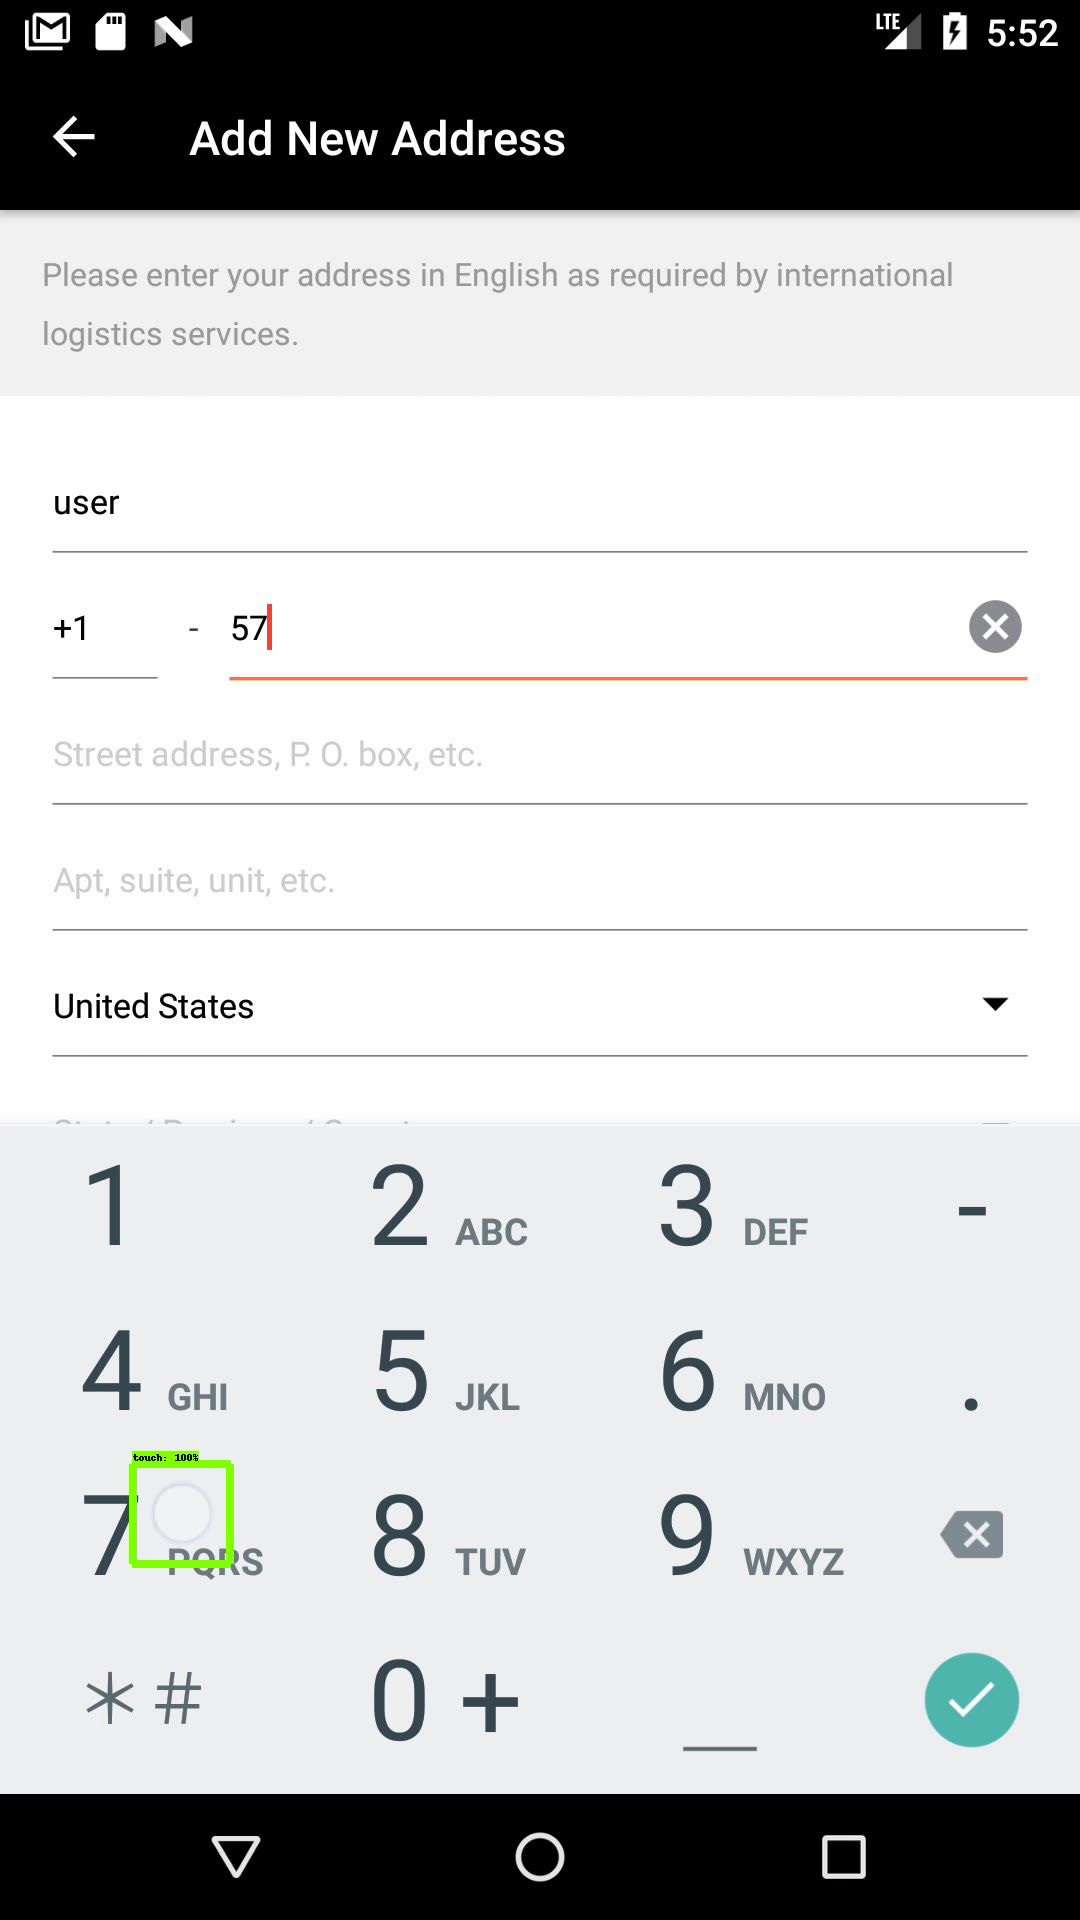 LTE 5:52
Add New Address
Please enter your address in English as required by international
logistics services.
user
+1 - 57
Street address, P. O. box, etc.
Apt, suite, unit, etc.
United States
1 2 ABC 3 DEF -
4 GHI 5 JKL 6 MNO .
touch: 100%
7 PQRS 8 TUV 9 WXYZ
*# 0 + _